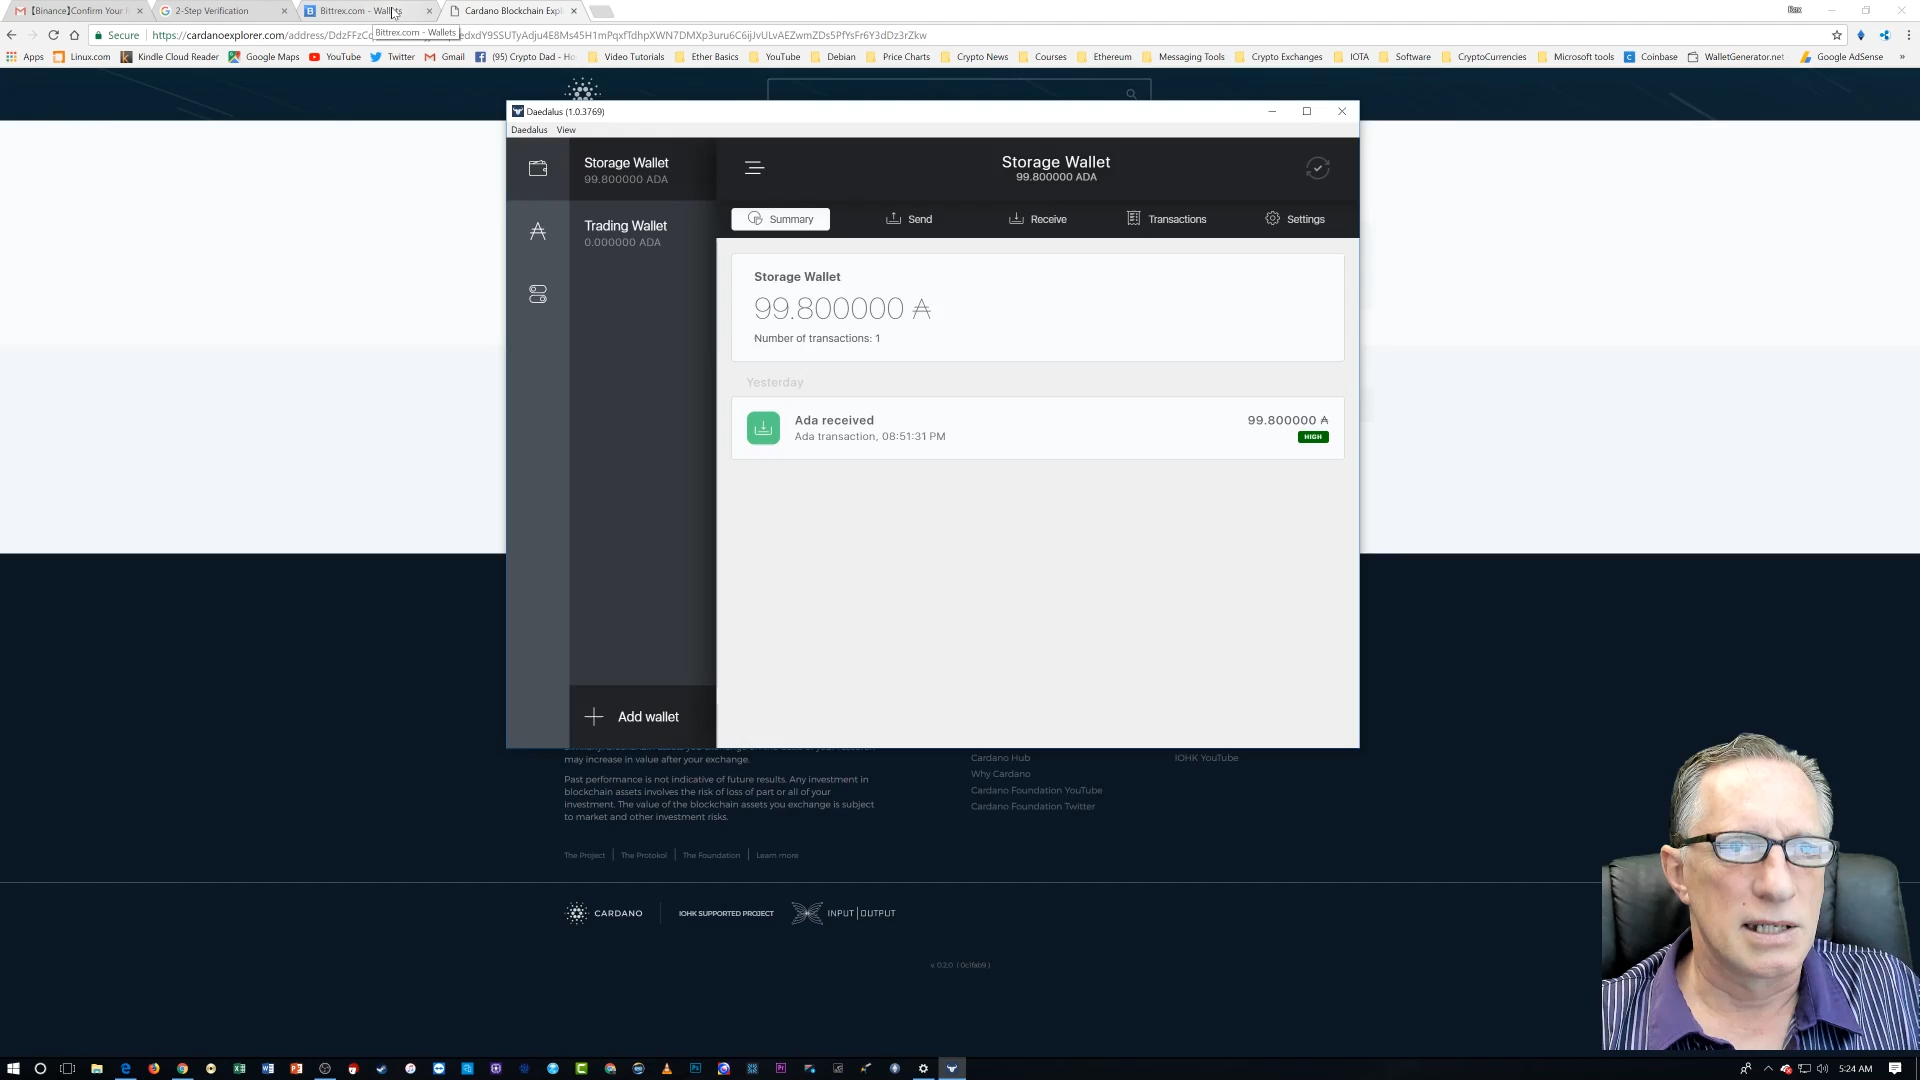 【Binance】Confirm Your
2-Step Verification
Bittrex.com - Wallets
Cardano Blockchain Expl
Secure
Bittrex.com - Wallets
Apps
Linux.com
Kindle Cloud Reader
Google Maps
YouTube
Twitter
Gmail
(95) Crypto Dad - Ho
Video Tutorials
Ether Basics
YouTube
Debian
Price Charts
Crypto News
Courses
Ethereum
Messaging Tools
Crypto Exchanges
IOTA
Software
CryptoCurrencies
Microsoft tools
Coinbase
WalletGenerator.net
Google AdSense
Daedalus (1.0.3769)
Daedalus View
Storage Wallet
99.800000 ADA
Trading Wallet
0.000000 ADA
Add wallet
Storage Wallet
99.800000 ADA
Summary
Send
Receive
Transactions
Settings
Storage Wallet
99.800000
Number of transactions: 1
Yesterday
Ada received
Ada transaction, 08:51:31 PM
99.800000
HIGH
may increase in value after your exchange.
Past performance is not indicative of future results. Any investment in
blockchain assets involves the risk of loss of part or all of your
investment. The value of the blockchain assets you exchange is subject
to market and other investment risks.
Cardano Hub
Why Cardano
Cardano Foundation YouTube
Cardano Foundation Twitter
IOHK YouTube
The Project
The Protokol
The Foundation
Learn more
CARDANO
IOHK SUPPORTED PROJECT
INPUT | OUTPUT
5:24 AM